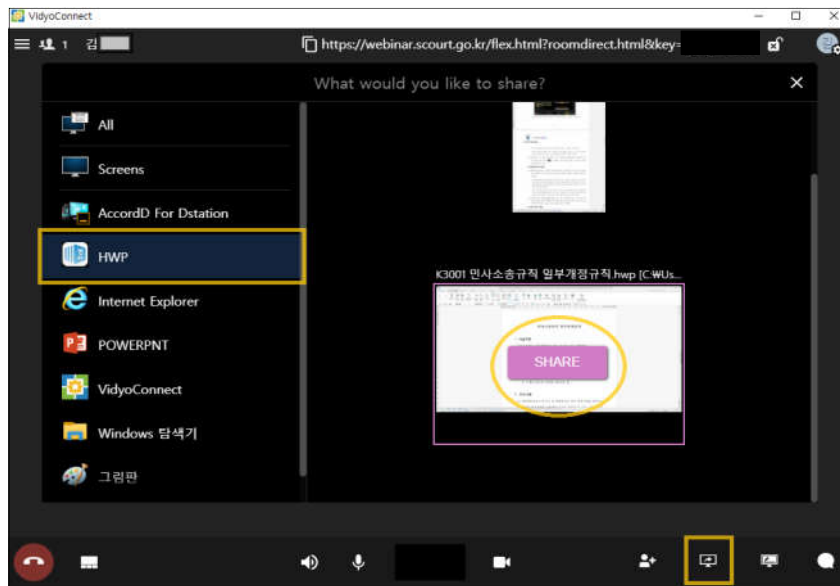 VidyoConnect
1 김
https://webinar.scourt.go.kr/flex.html?roomdirect.html&key=
What would you like to share?
All
Screens
AccordD For Dstation
HWP
K3001 민사소송규칙 일부개정규칙.hwp [C:₩Us...
Internet Explorer
SHARE
POWERPNT
VidyoConnect
Windows 탐색기
그림판